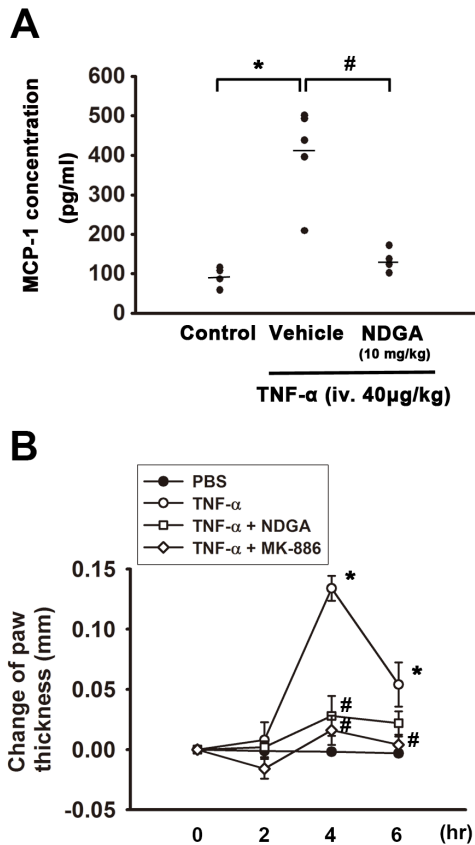 A
* #
MCP-1 concentration
(pg/ml)
600
500
400
300
200
100
0
Control Vehicle NDGA
(10 mg/kg)
TNF-α (iv. 40μg/kg)
B
PBS
TNF-α
TNF-α + NDGA
TNF-α + MK-886
Change of paw
thickness (mm)
0.15
0.10
0.05
0.00
-0.05
*
*
#
#
#
0 2 4 6 (hr)